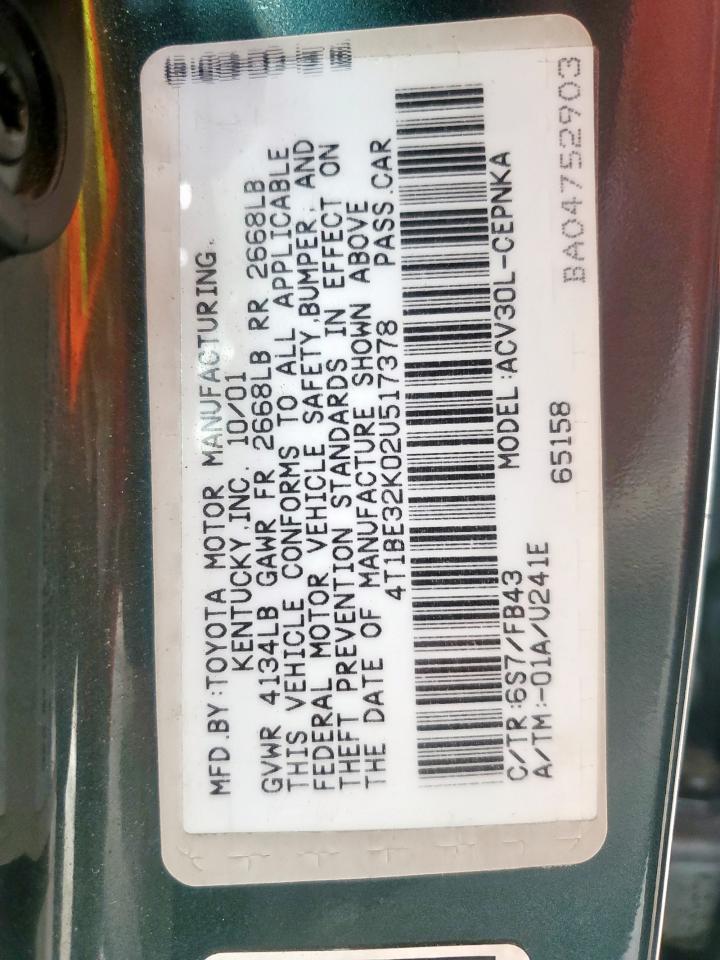 MFD.BY:TOYOTA MOTOR MANUFACTURING,
KENTUCKY,INC. 10/01
GVWR 4134LB GAWR FR 2668LB RR 2668LB
THIS VEHICLE CONFORMS TO ALL APPLICABLE
FEDERAL MOTOR VEHICLE SAFETY,BUMPER, AND
THEFT PREVENTION STANDARDS IN EFFECT ON
THE DATE OF MANUFACTURE SHOWN ABOVE
4T1BE32K02U517378 PASS.CAR
C/TR:6S7/FB43 MODEL:ACV30L-CEPNKA
A/TM:-01A/U241E
65158
BA04752903